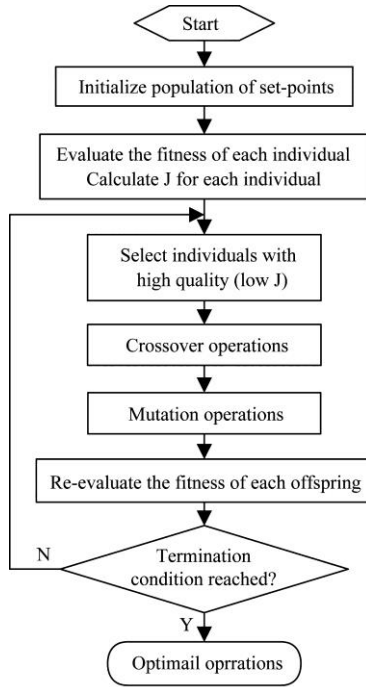 Start
Initialize population of set-points
Evaluate the fitness of each individual
Calculate J for each individual
Select individuals with
high quality (low J)
Crossover operations
Mutation operations
Re-evaluate the fitness of each offspring
N
Termination
condition reached?
Y
Optimail oprrations